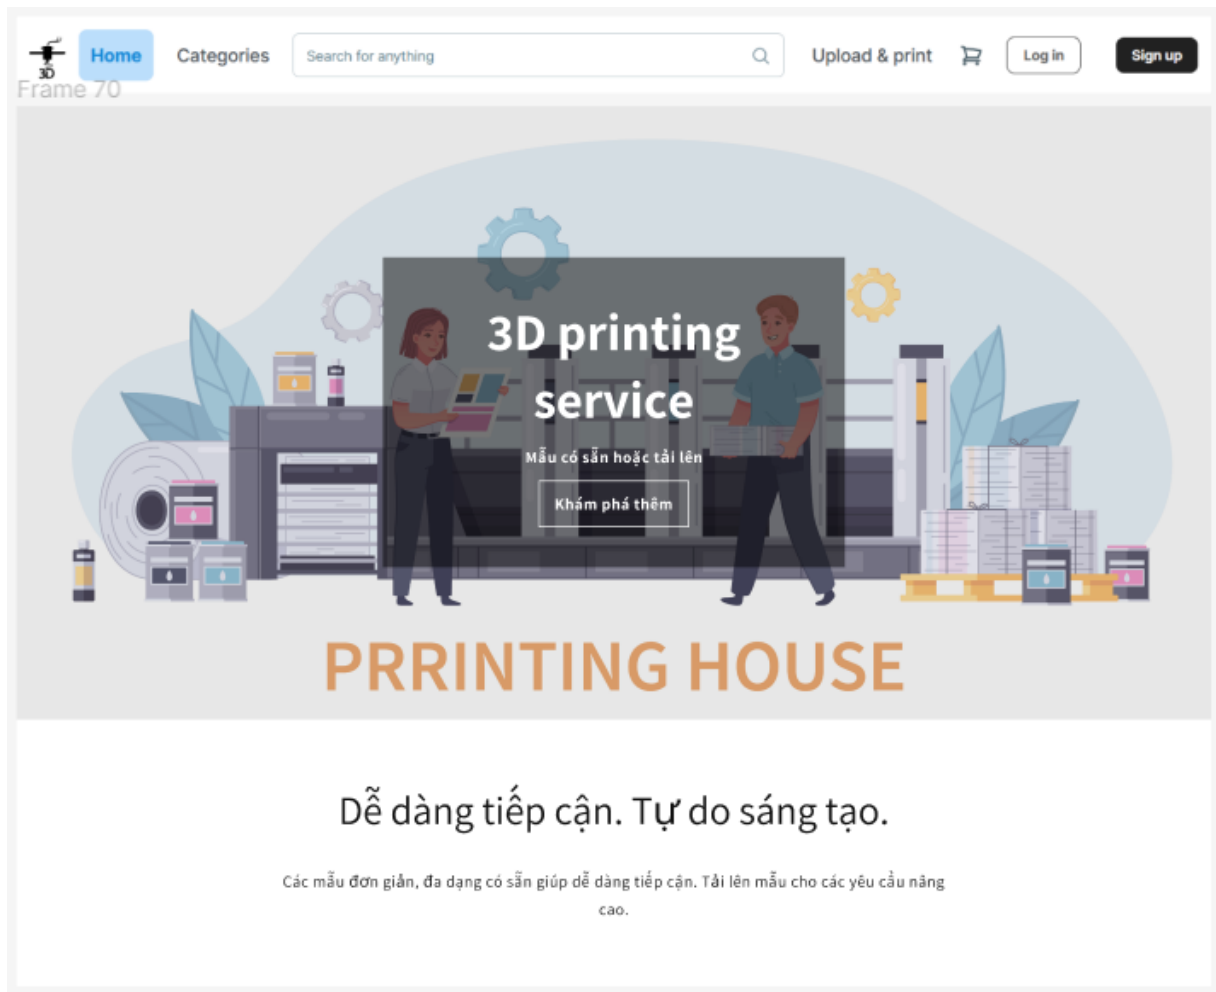 3D
Home
Categories
Search for anything
Upload & print
Log in
Sign up
Frame 70
3D printing
service
Mẫu có sẵn hoặc tải lên
Khám phá thêm
PRRINTING HOUSE
Dễ dàng tiếp cận. Tự do sáng tạo.
Các mẫu đơn giản, đa dạng có sẵn giúp dễ dàng tiếp cận. Tải lên mẫu cho các yêu cầu nâng
cao.